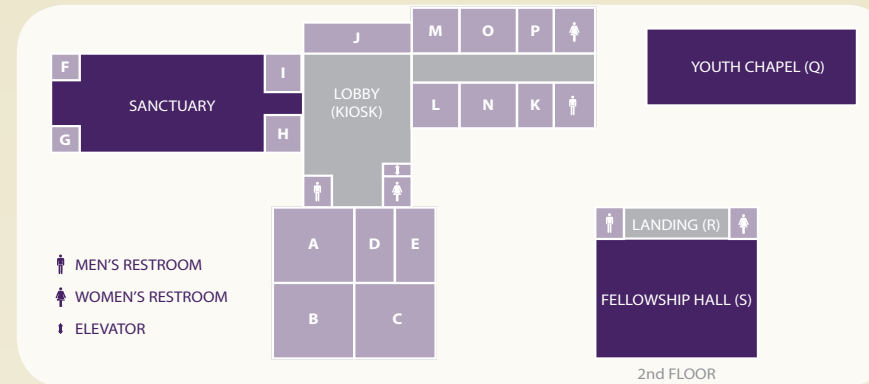 J
M O P
F
I
LOBBY
(KIOSK)
YOUTH CHAPEL (Q)
SANCTUARY
L N K
G
H
A D E
LANDING (R)
MEN'S RESTROOM
WOMEN'S RESTROOM
ELEVATOR
B C
FELLOWSHIP HALL (S)
2nd FLOOR